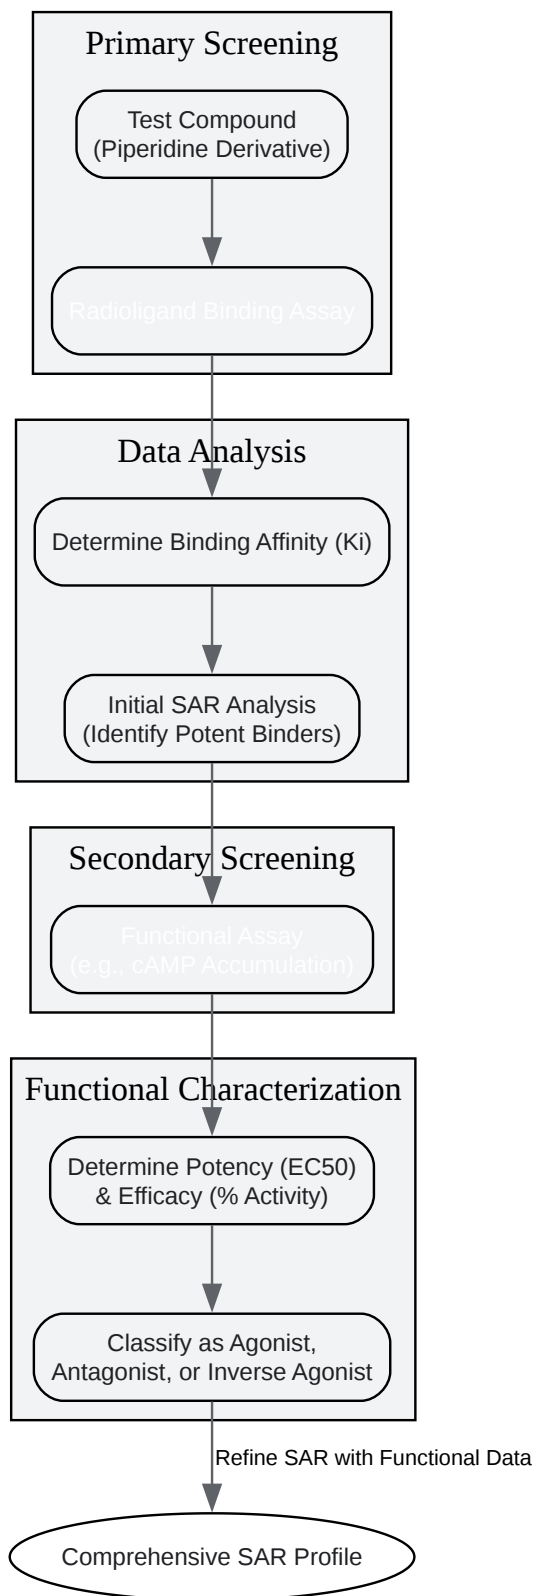 Primary Screening
Test Compound
(Piperidine Derivative)
Radioligand Binding Assay
Data Analysis
Determine Binding Affinity (Ki)
Initial SAR Analysis
(Identify Potent Binders)
Secondary Screening
Functional Assay
(e.g., cAMP Accumulation)
Functional Characterization
Determine Potency (EC50)
& Efficacy (% Activity)
Classify as Agonist,
Antagonist, or Inverse Agonist
Refine SAR with Functional Data
Comprehensive SAR Profile